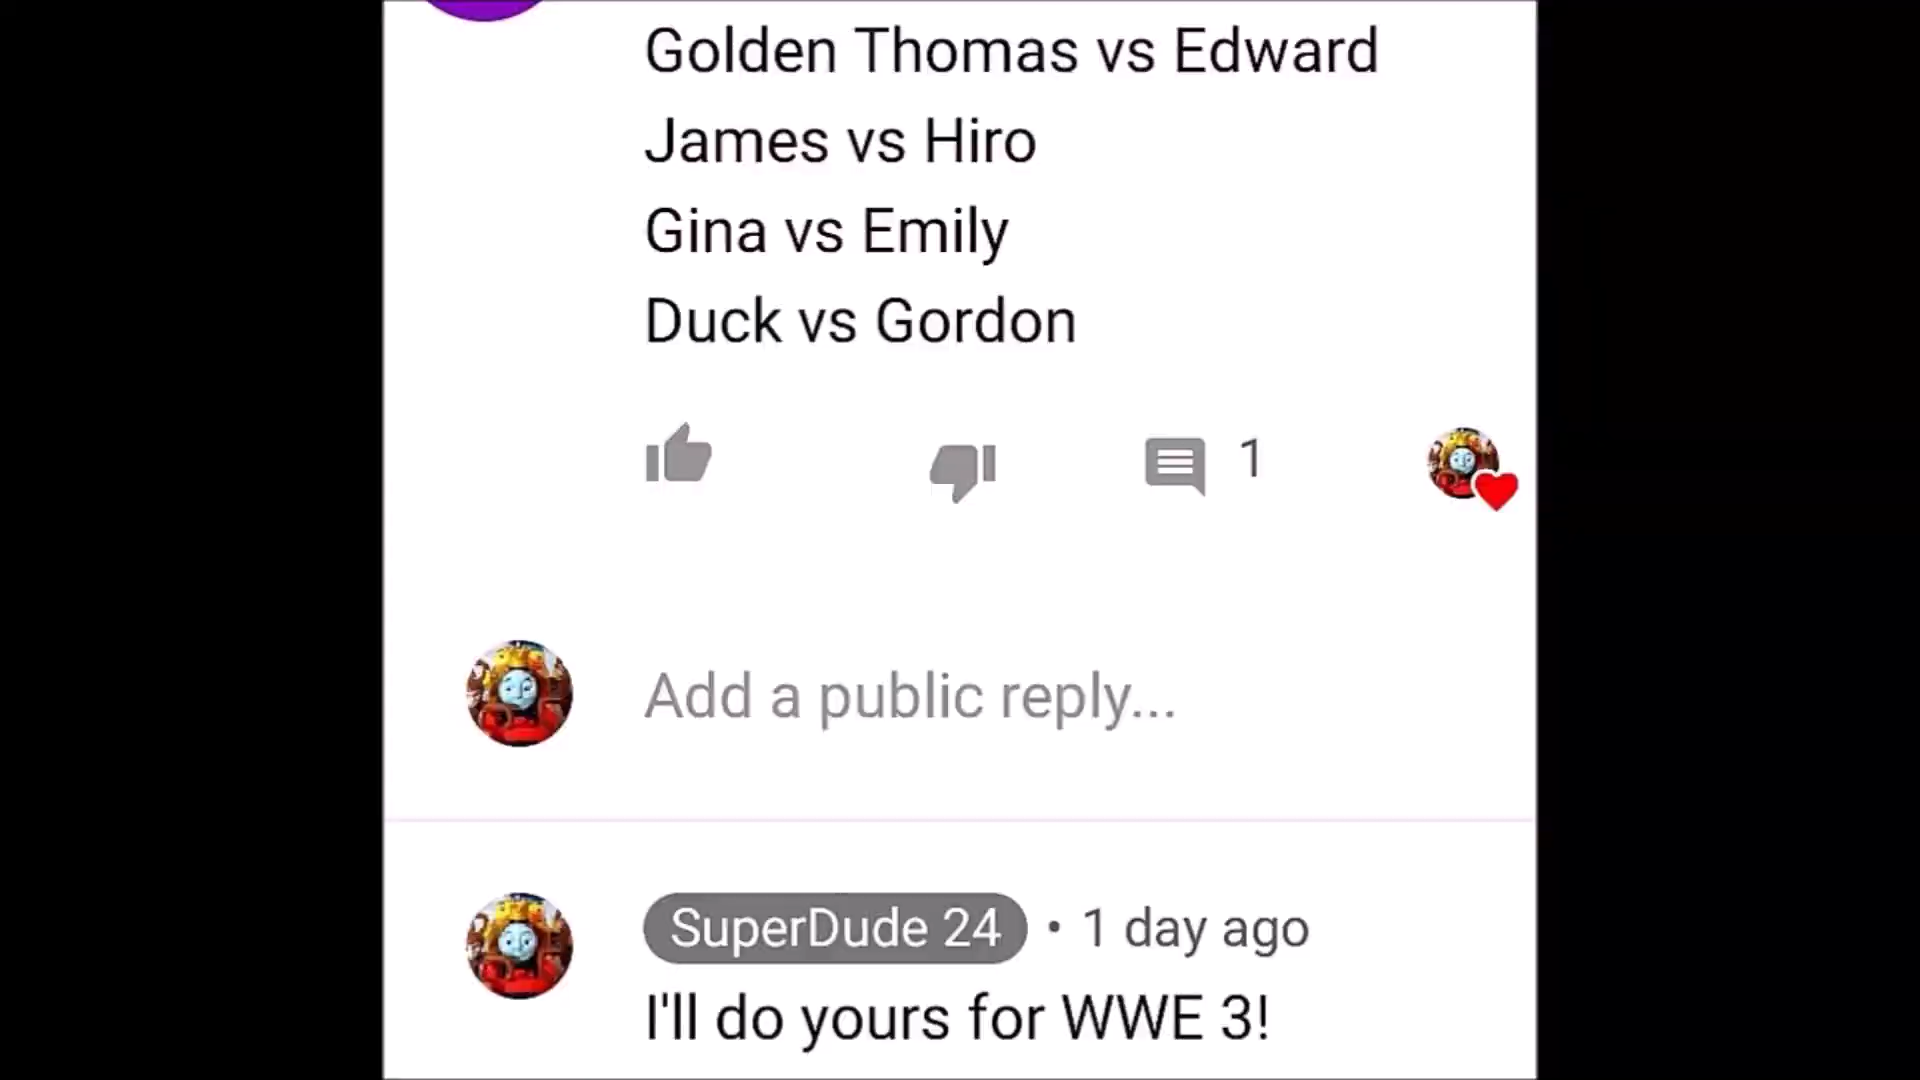 Golden Thomas vs Edward
James vs Hiro
Gina vs Emily
Duck vs Gordon
1
Add a public reply...
SuperDude 24 • 1 day ago
I'll do yours for WWE 3!